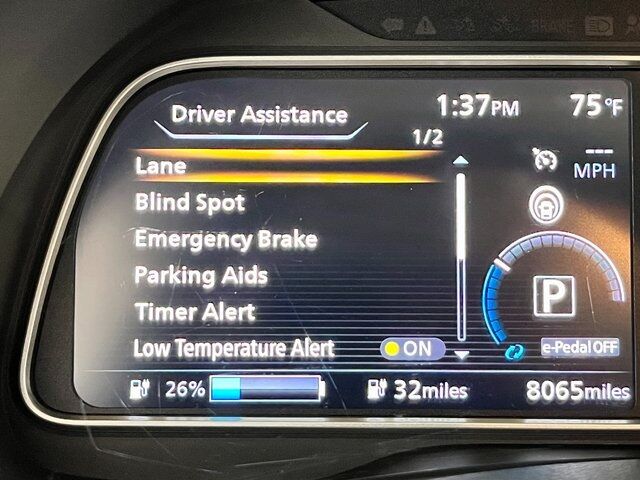 BRAKE
Driver Assistance
1:37PM
75°F
1/2
Lane
---
MPH
Blind Spot
Emergency Brake
Parking Aids
P
Timer Alert
Low Temperature Alert
ON
e-Pedal OFF
26%
32miles
8065miles